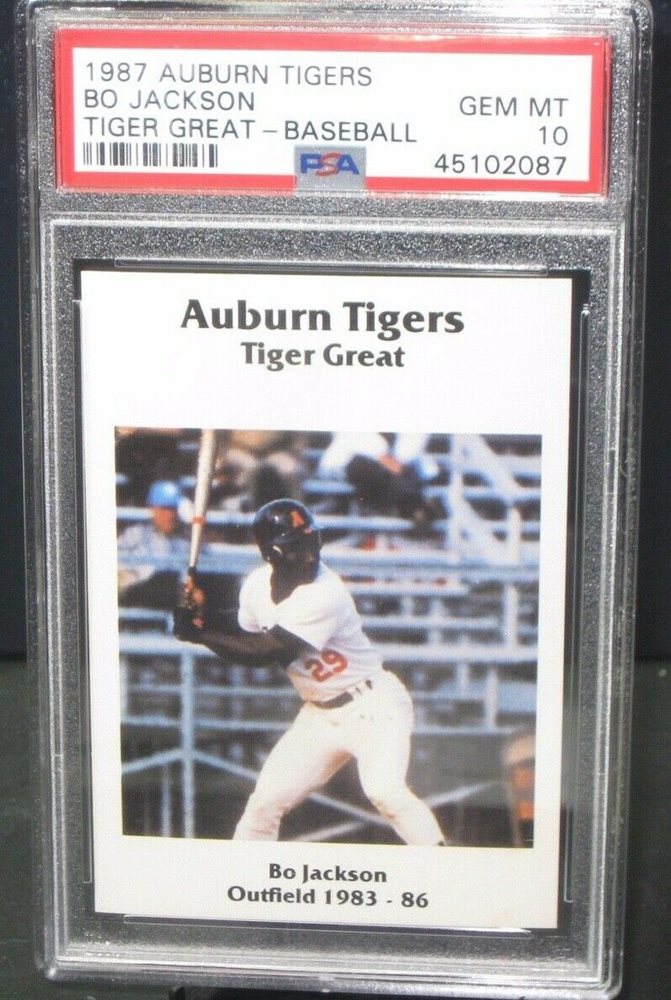 1987 AUBURN TIGERS
BO JACKSON GEM MT
TIGER GREAT – BASEBALL 10
PSA 45102087
Auburn Tigers
Tiger Great
A
29
Bo Jackson
Outfield 1983 - 86